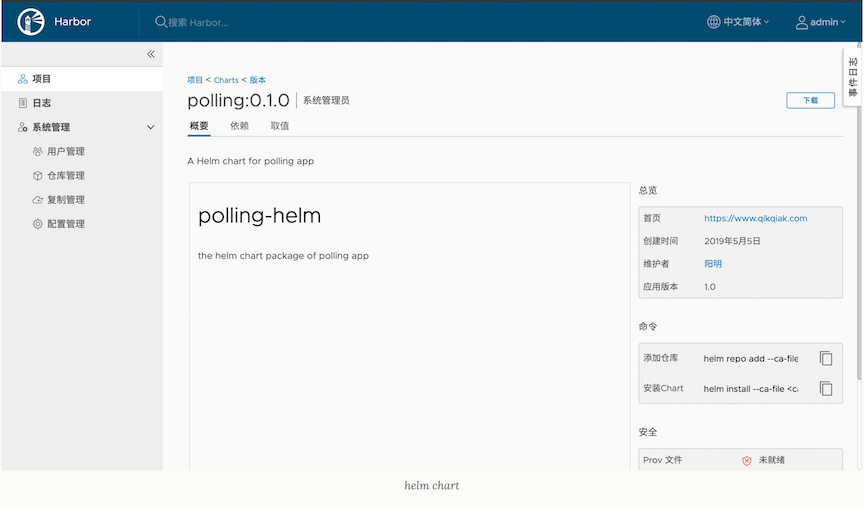 Harbor
搜索 Harbor...
中文简体
admin
事件日志
项目
日志
系统管理
用户管理
仓库管理
复制管理
配置管理
项目 < Charts < 版本
polling:0.1.0
系统管理员
下载
概要
依赖
取值
A Helm chart for polling app
polling-helm
the helm chart package of polling app
总览
首页 https://www.qikqiak.com
创建时间 2019年5月5日
维护者 阳明
应用版本 1.0
命令
添加仓库 helm repo add --ca-file
安装Chart helm install --ca-file <c
安全
Prov 文件 未就绪
helm chart